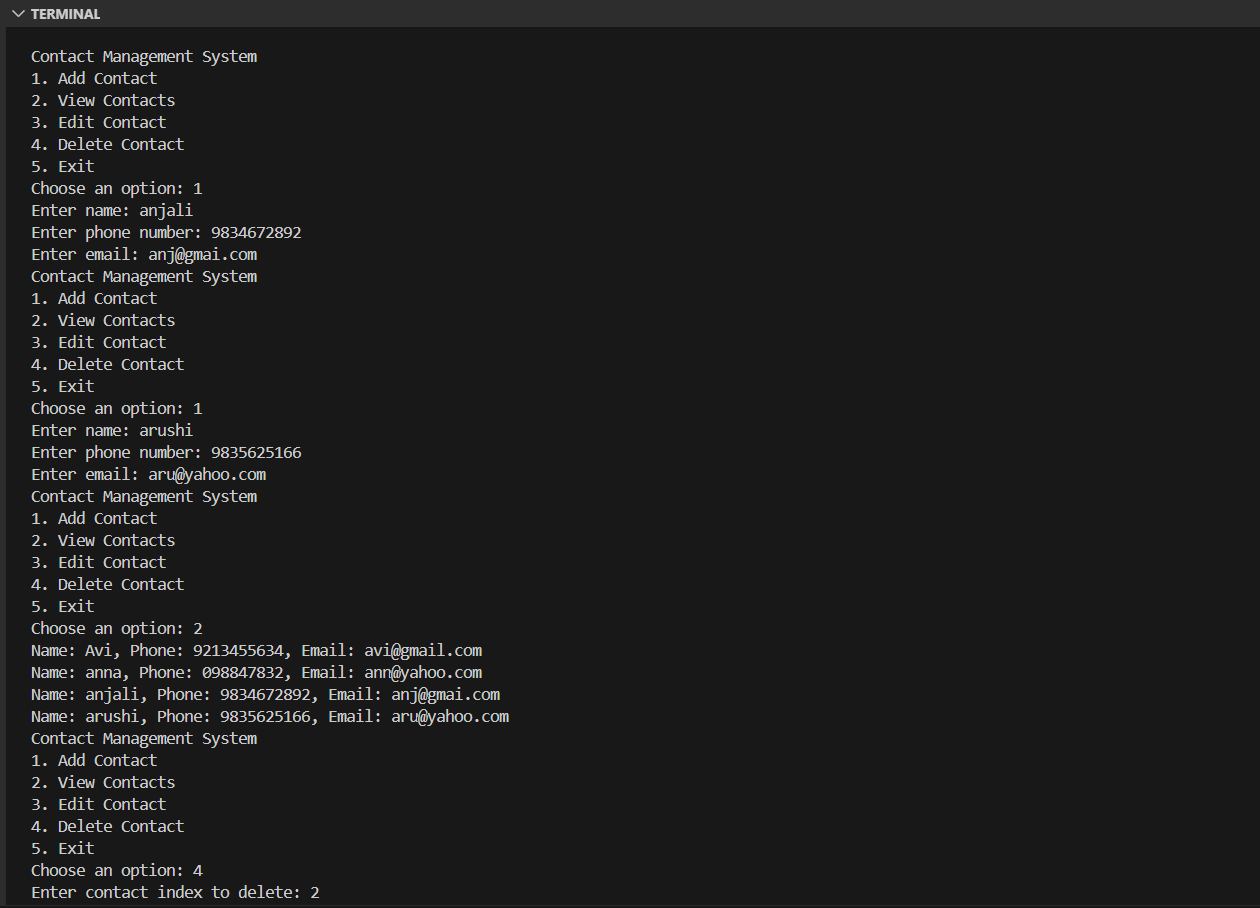 TERMINAL
Contact Management System
1. Add Contact
2. View Contacts
3. Edit Contact
4. Delete Contact
5. Exit
Choose an option: 1
Enter name: anjali
Enter phone number: 9834672892
Enter email: anj@gmai.com
Contact Management System
1. Add Contact
2. View Contacts
3. Edit Contact
4. Delete Contact
5. Exit
Choose an option: 1
Enter name: arushi
Enter phone number: 9835625166
Enter email: aru@yahoo.com
Contact Management System
1. Add Contact
2. View Contacts
3. Edit Contact
4. Delete Contact
5. Exit
Choose an option: 2
Name: Avi, Phone: 9213455634, Email: avi@gmail.com
Name: anna, Phone: 098847832, Email: ann@yahoo.com
Name: anjali, Phone: 9834672892, Email: anj@gmai.com
Name: arushi, Phone: 9835625166, Email: aru@yahoo.com
Contact Management System
1. Add Contact
2. View Contacts
3. Edit Contact
4. Delete Contact
5. Exit
Choose an option: 4
Enter contact index to delete: 2